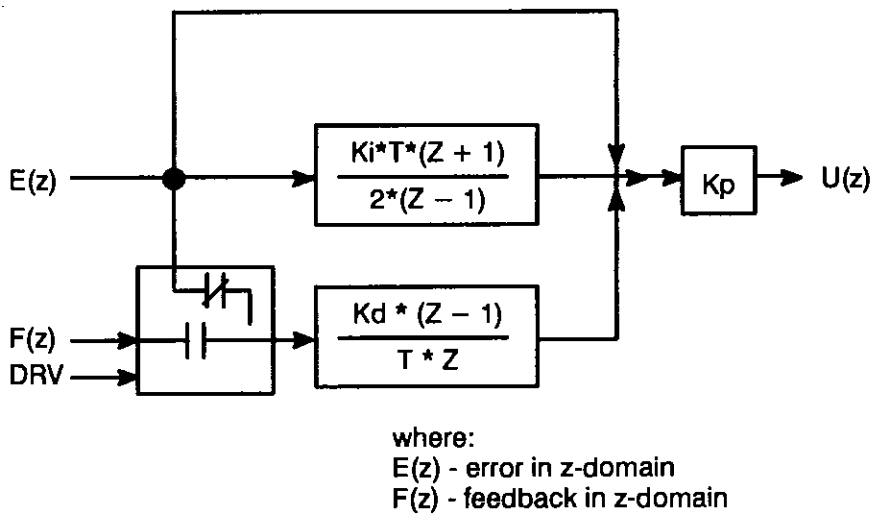 Ki*T*(Z + 1)
2*(Z – 1)
E(z)
Kp
U(z)
F(z)
DRV
Kd * (Z – 1)
T * Z
where:
E(z) - error in z-domain
F(z) - feedback in z-domain